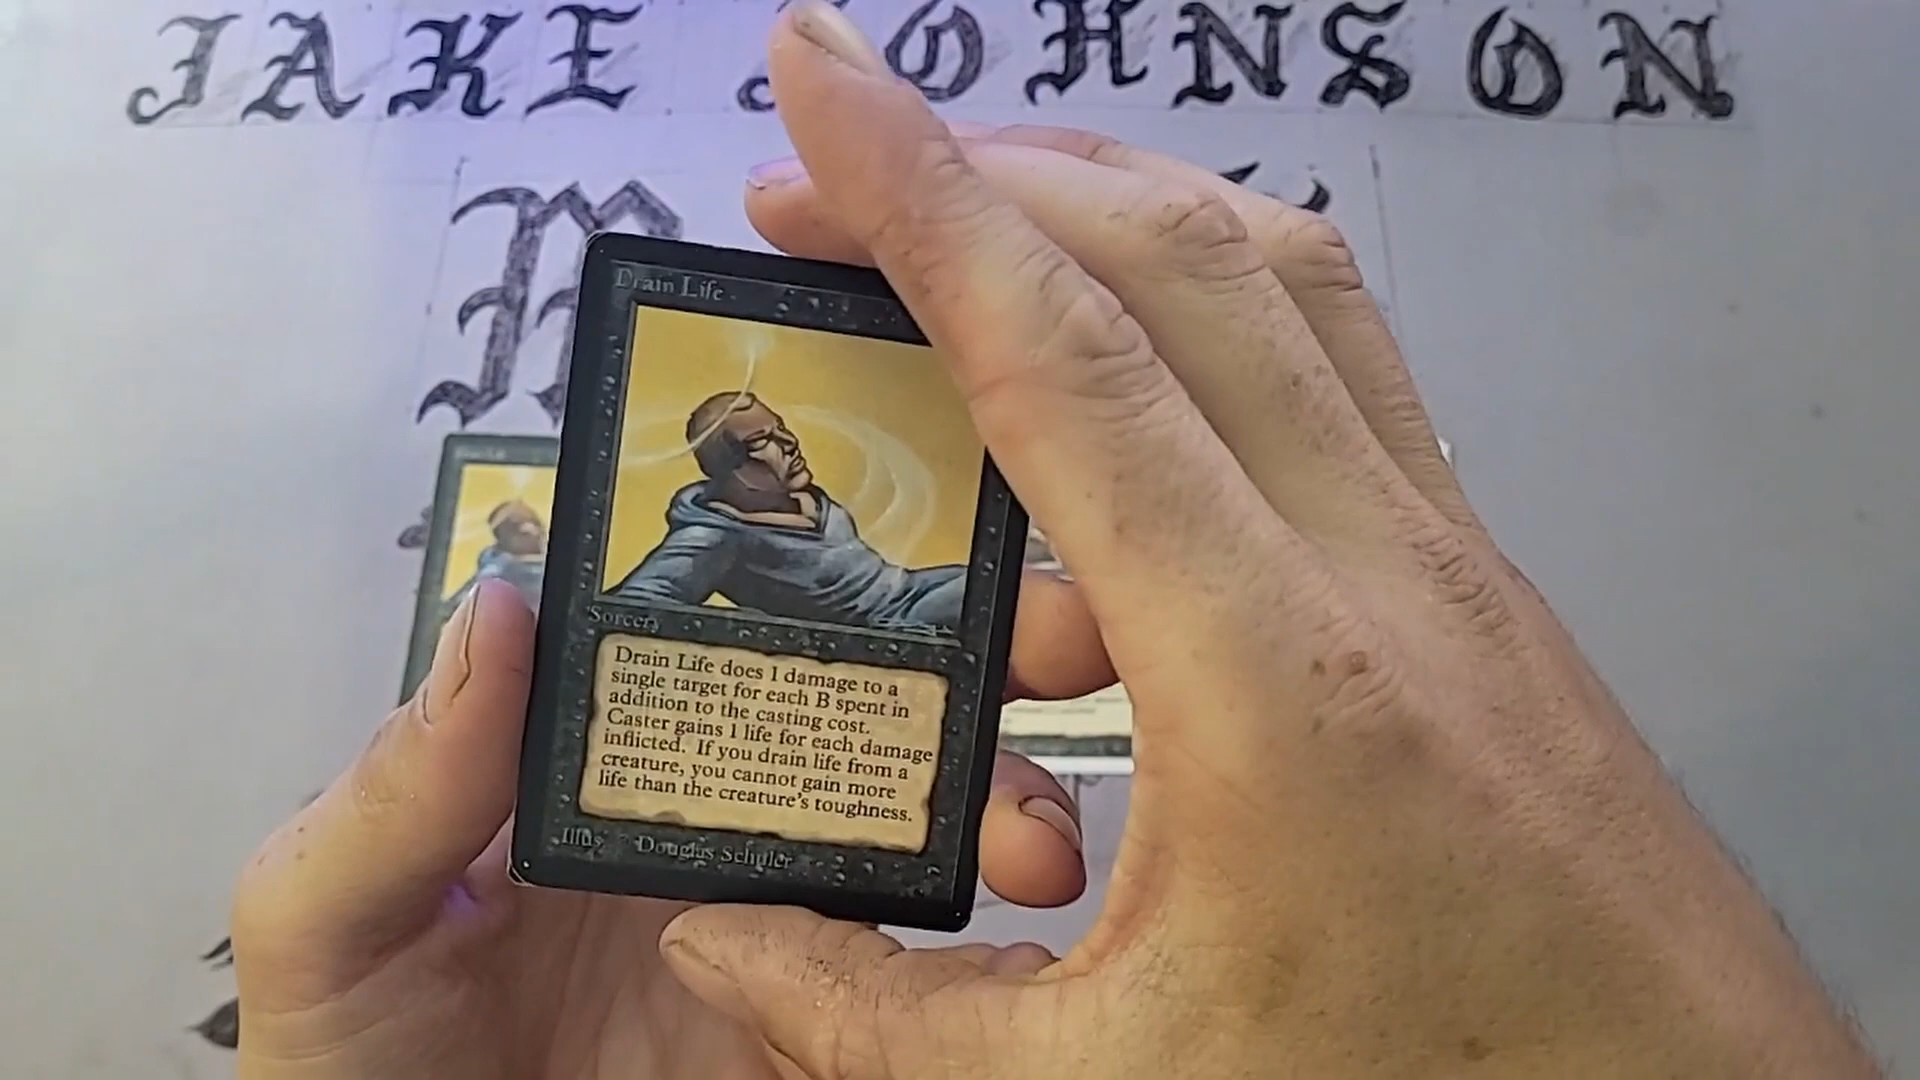 JAKE JOHNSON
Drain Life
Sorcery
Drain Life does 1 damage to a
single target for each B spent in
addition to the casting cost.
Caster gains 1 life for each damage
inflicted. If you drain life from a
creature, you cannot gain more
life than the creature's toughness.
Illus Douglas Schuler